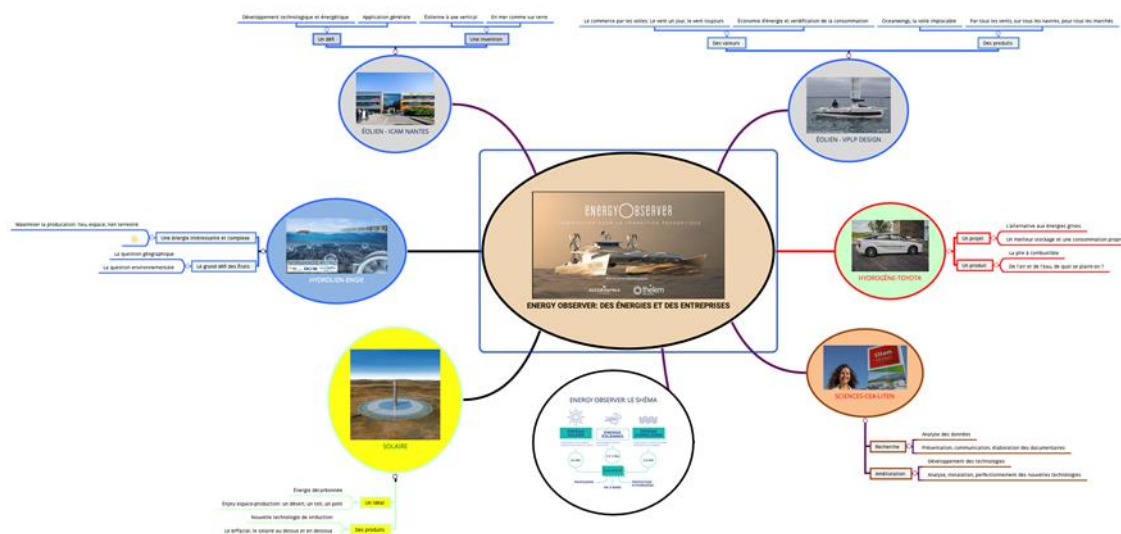 Développement technologique et énergétique
Application générale
Éolienne à axe vertical
En mer comme sur terre
Un défi
Une invention
ÉOLIEN - ICAM NANTES
Le commerce par les voiles: Le vent un jour, le vent toujours
Économie d'énergie et verdification de la consommation
Oceanwings, la voile implacable
Par tous les vents, sur tous les navires, pour tous les marchés
Des valeurs
Des produits
ÉOLIEN - VPLP DESIGN
ENERGY OBSERVER
ENERGY OBSERVER: DES ÉNERGIES ET DES ENTREPRISES
Maximiser la production: lieu espace, lien terrestre
Une énergie intéressante et complexe
La question géographique
La question environnementale
Le grand défi des États
HYDROLIEN-ENGIE
L'alternative aux énergies grises
Un meilleur stockage et une consommation propre
Un projet
La pile à combustible
De l'air et de l'eau, de quoi se plaint-on ?
Un produit
HYDROGÈNE-TOYOTA
SOLAIRE
Énergie décarbonnée
Enjeu espace-production: un désert, un toit, un pont
Un idéal
Nouvelle technologie de production
Le bifacial, le solaire au dessus et en dessous
Des produits
ENERGY OBSERVER: LE SHÉMA
SCIENCES-CEA-LITEN
Analyse des données
Présentation, communication, élaboration des documentaires
Recherche
Développement des technologies
Analyse, installation, perfectionnement des nouvelles technologies
Amélioration